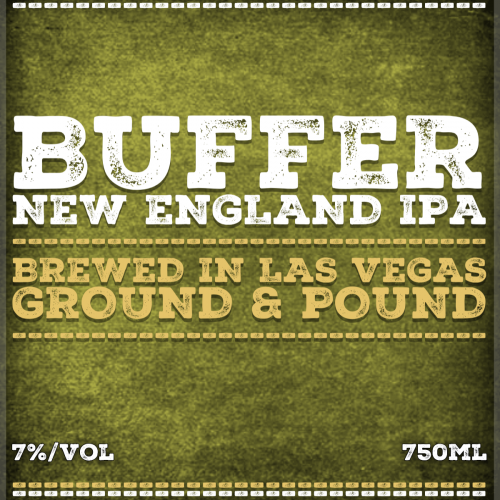 BUFFER
NEW ENGLAND IPA
BREWED IN LAS VEGAS
GROUND & POUND
7%/VOL
750ML